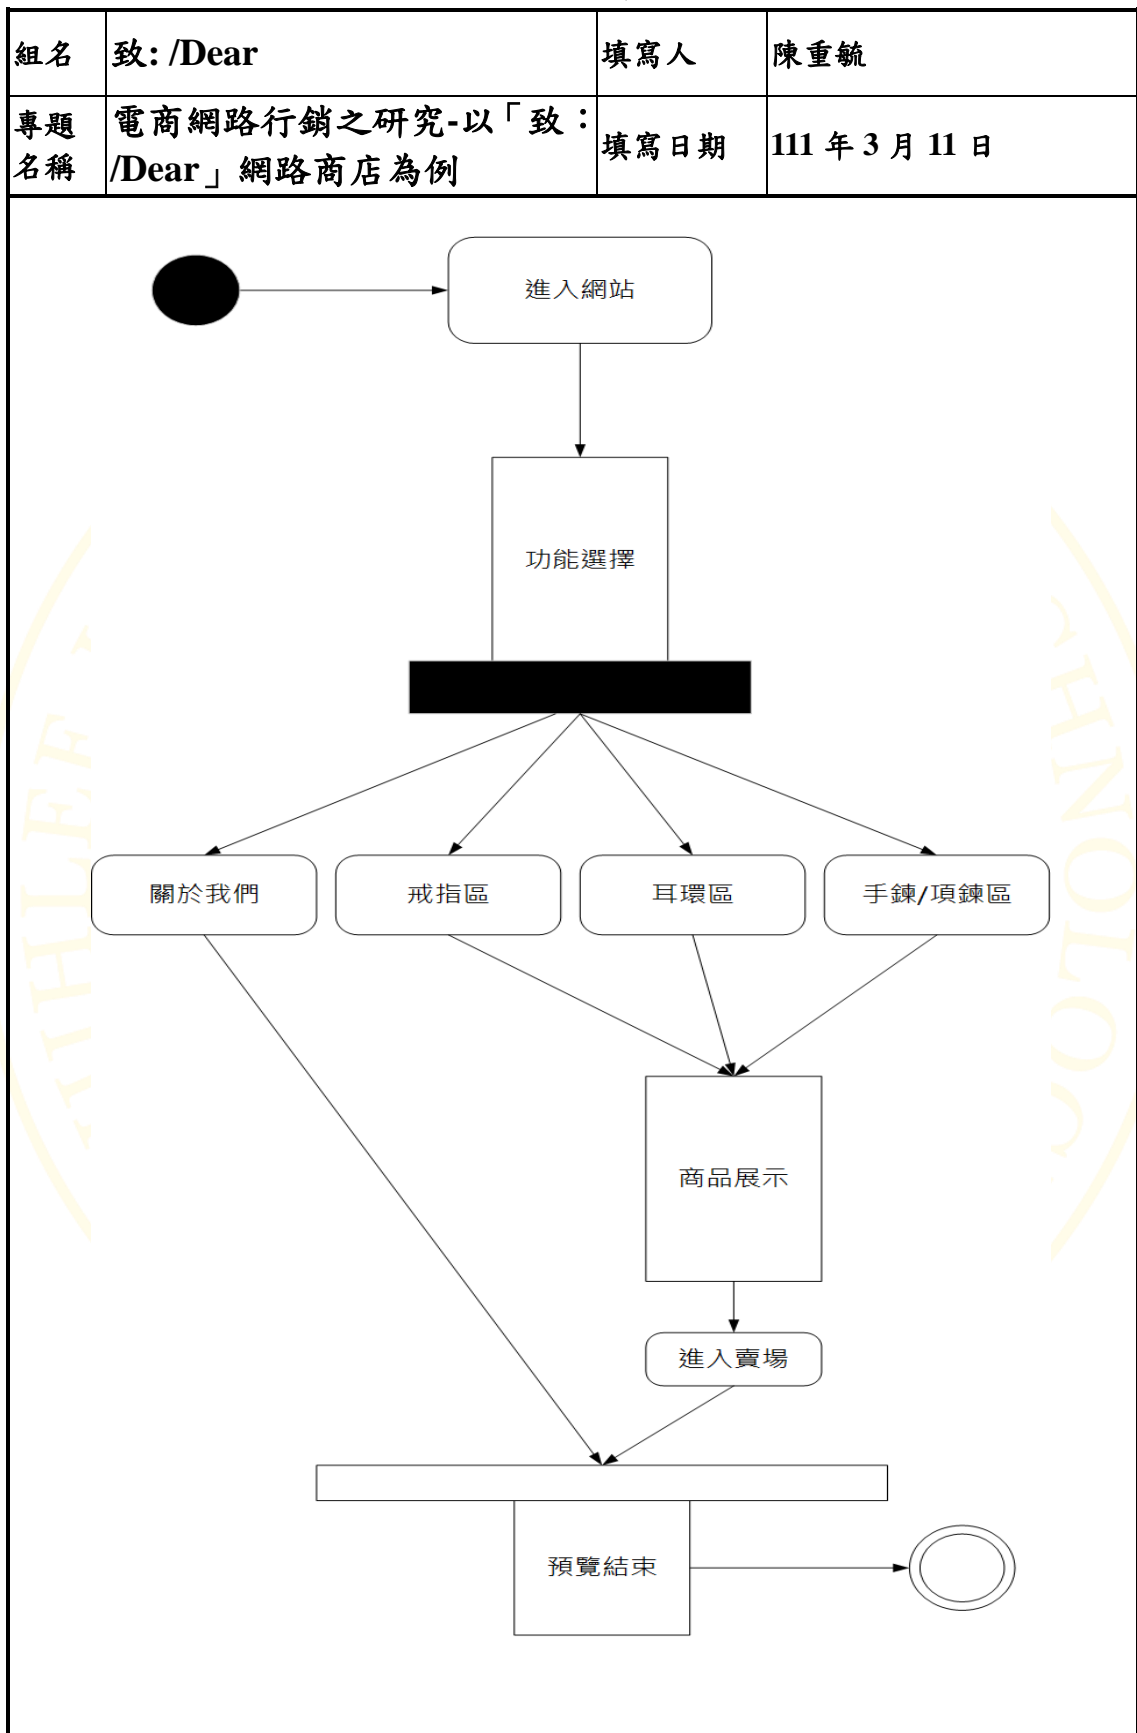 組名 致: /Dear 填寫人 陳重毓
專題名稱 電商網路行銷之研究-以「致：
/Dear」網路商店為例 填寫日期 111 年 3 月 11 日
進入網站
功能選擇
關於我們 戒指區 耳環區 手鍊/項鍊區
商品展示
進入賣場
預覽結束